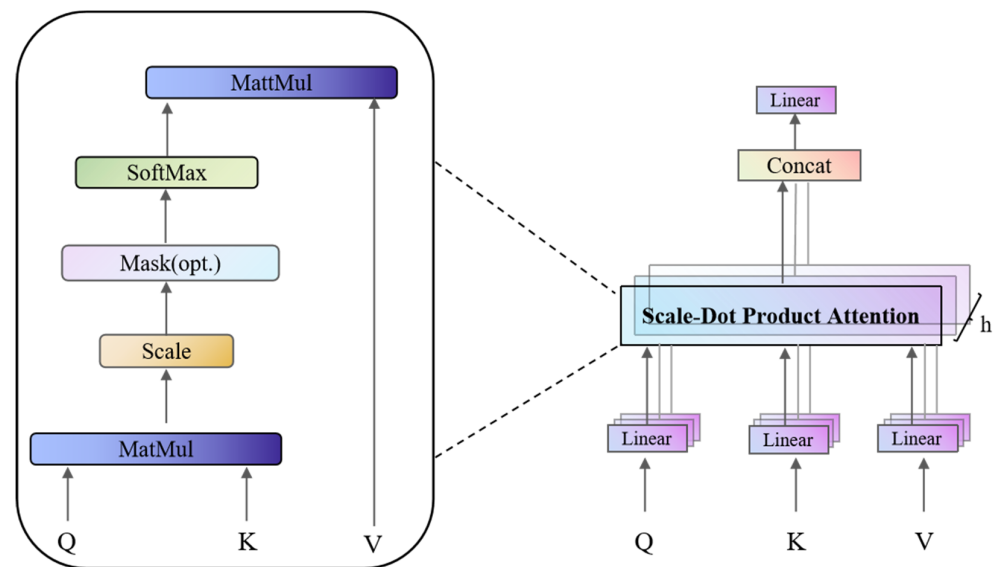 MattMul
SoftMax
Mask(opt.)
Scale
MatMul
Q K V
Linear
Concat
Scale-Dot Product Attention
h
Linear Linear Linear
Q K V